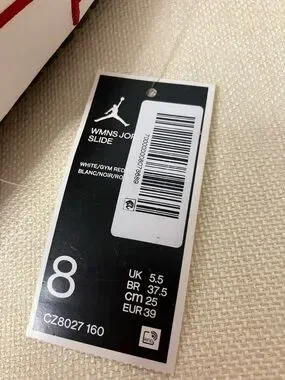 WMNS JOR
SLIDE
WHITE/GYM RED
BLANC/NOIR/RO
8
UK 5.5
BR 37.5
cm 25
EUR 39
CZ8027 160